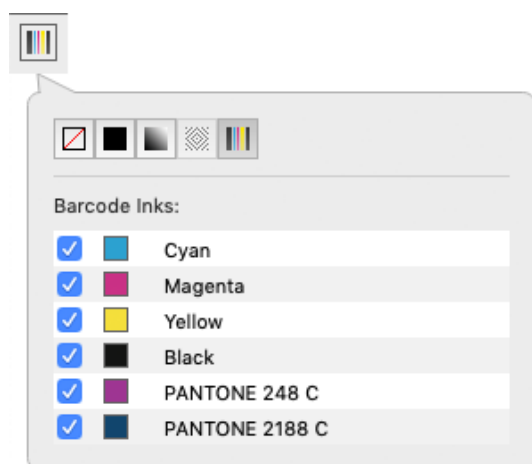 Barcode Inks:
Cyan
Magenta
Yellow
Black
PANTONE 248 C
PANTONE 2188 C